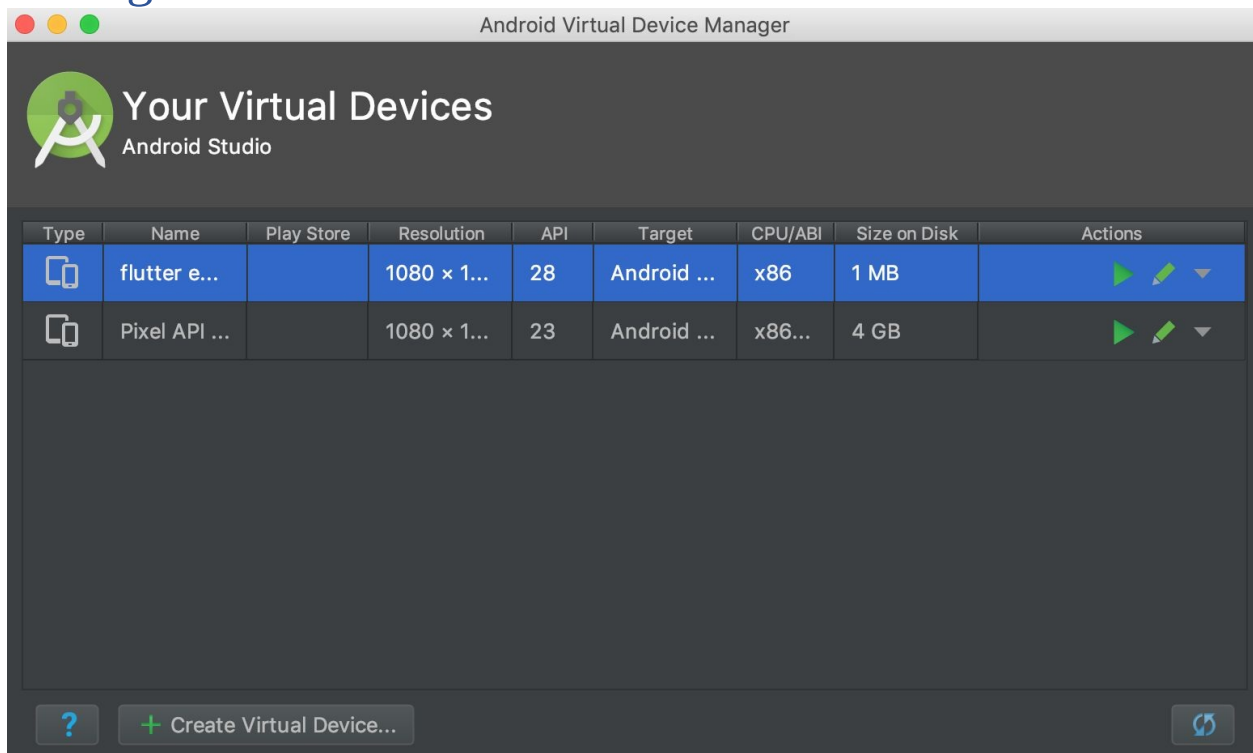 Android Virtual Device Manager
Your Virtual Devices
Android Studio
Type Name Play Store Resolution API Target CPU/ABI Size on Disk Actions
flutter e... 1080 × 1... 28 Android ... x86 1 MB
Pixel API ... 1080 × 1... 23 Android ... x86... 4 GB
? + Create Virtual Device...